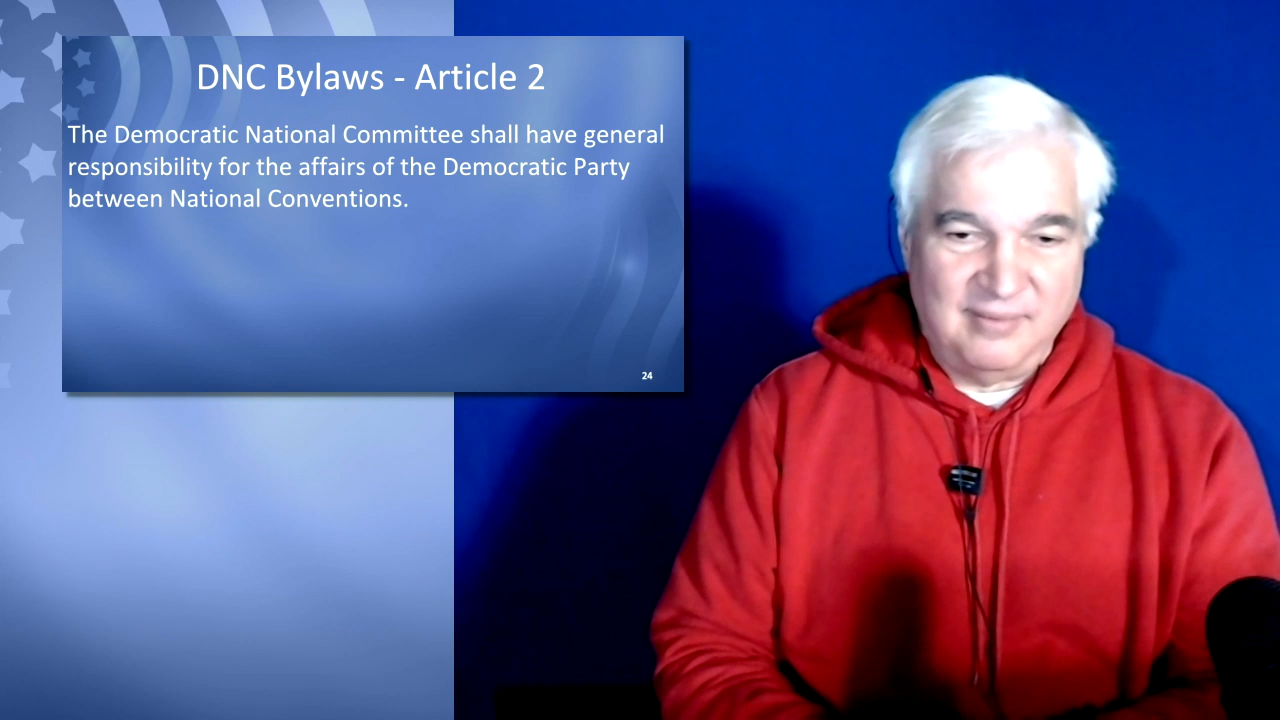 DNC Bylaws - Article 2
The Democratic National Committee shall have general
responsibility for the affairs of the Democratic Party
between National Conventions.
24